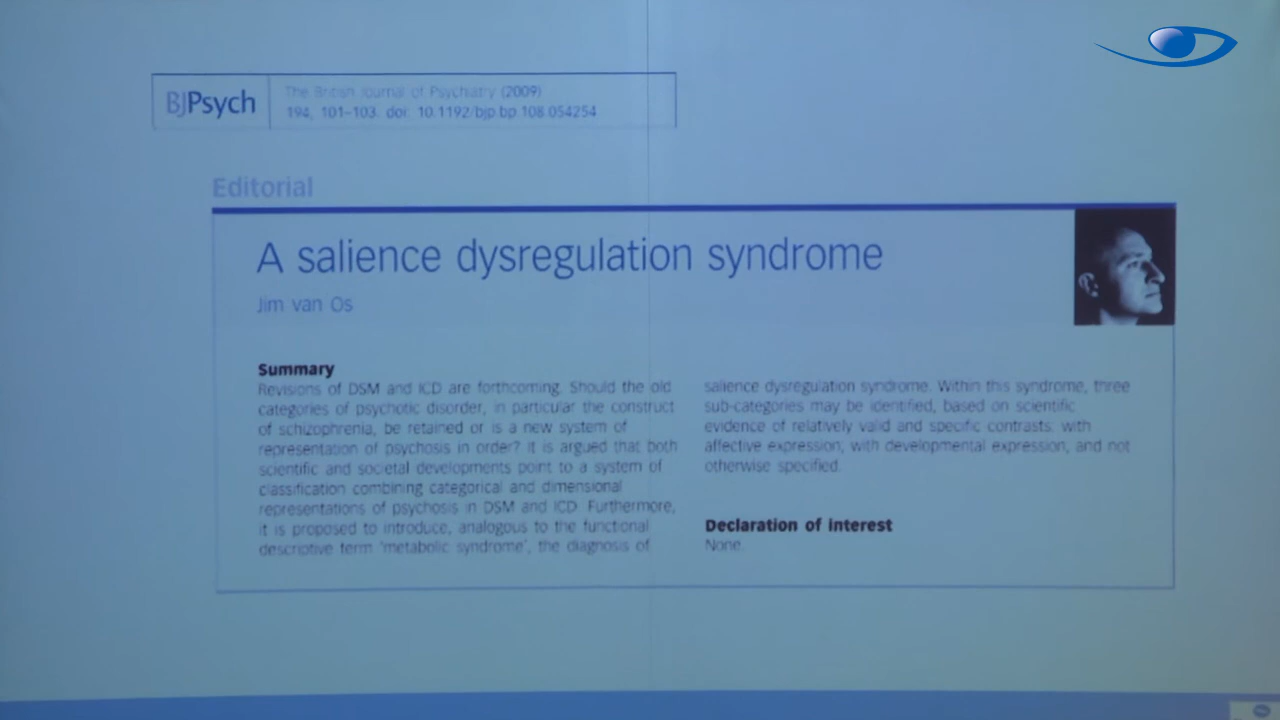 BJPsych
The British Journal of Psychiatry (2009)
194, 101–103. doi: 10.1192/bjp.bp.108.054254
Editorial
A salience dysregulation syndrome
Jim van Os
Summary
Revisions of DSM and ICD are forthcoming. Should the old
categories of psychotic disorder, in particular the construct
of schizophrenia, be retained or is a new system of
representation of psychosis in order? It is argued that both
scientific and societal developments point to a system of
classification combining categorical and dimensional
representations of psychosis in DSM and ICD. Furthermore,
it is proposed to introduce, analogous to the functional
descriptive term ‘metabolic syndrome’, the diagnosis of
salience dysregulation syndrome. Within this syndrome, three
sub-categories may be identified, based on scientific
evidence of relatively valid and specific contrasts: with
affective expression, with developmental expression, and not
otherwise specified.
Declaration of interest
None.